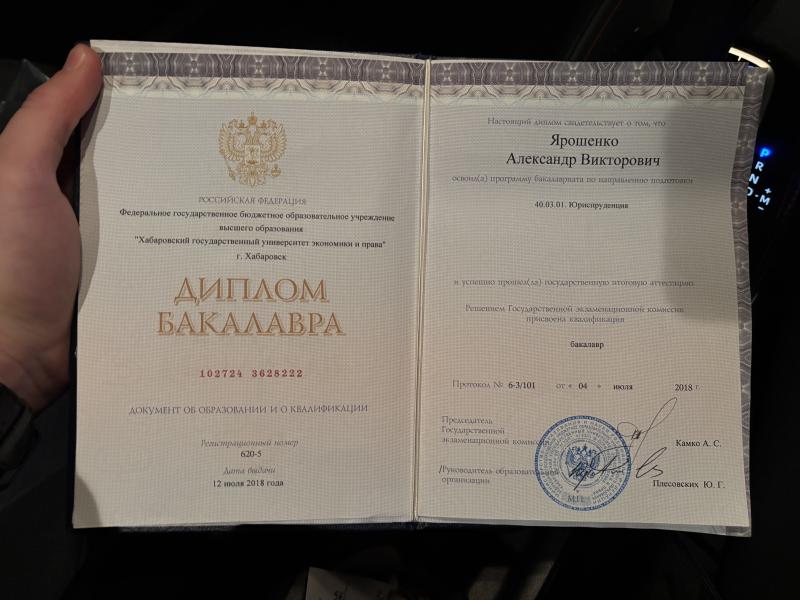 РОССИЙСКАЯ ФЕДЕРАЦИЯ
Федеральное государственное бюджетное образовательное учреждение
высшего образования
"Хабаровский государственный университет экономики и права"
г. Хабаровск
ДИПЛОМ
БАКАЛАВРА
102724 3628222
ДОКУМЕНТ ОБ ОБРАЗОВАНИИ И О КВАЛИФИКАЦИИ
Регистрационный номер
620-5
Дата выдачи
12 июля 2018 года
Настоящий диплом свидетельствует о том, что
Ярошенко
Александр Викторович
освоил(а) программу бакалавриата по направлению подготовки
40.03.01. Юриспруденция
и успешно прошел(ла) государственную итоговую аттестацию
Решением Государственной экзаменационной комиссии
присвоена квалификация
бакалавр
Протокол № 6-3/101 от « 04 » июля 2018 г.
Председатель
Государственной
экзаменационной комиссии
Камко А. С.
Руководитель образовательной
организации
Плесовских Ю. Г.
М.П.
P
R
N +
D-M
−